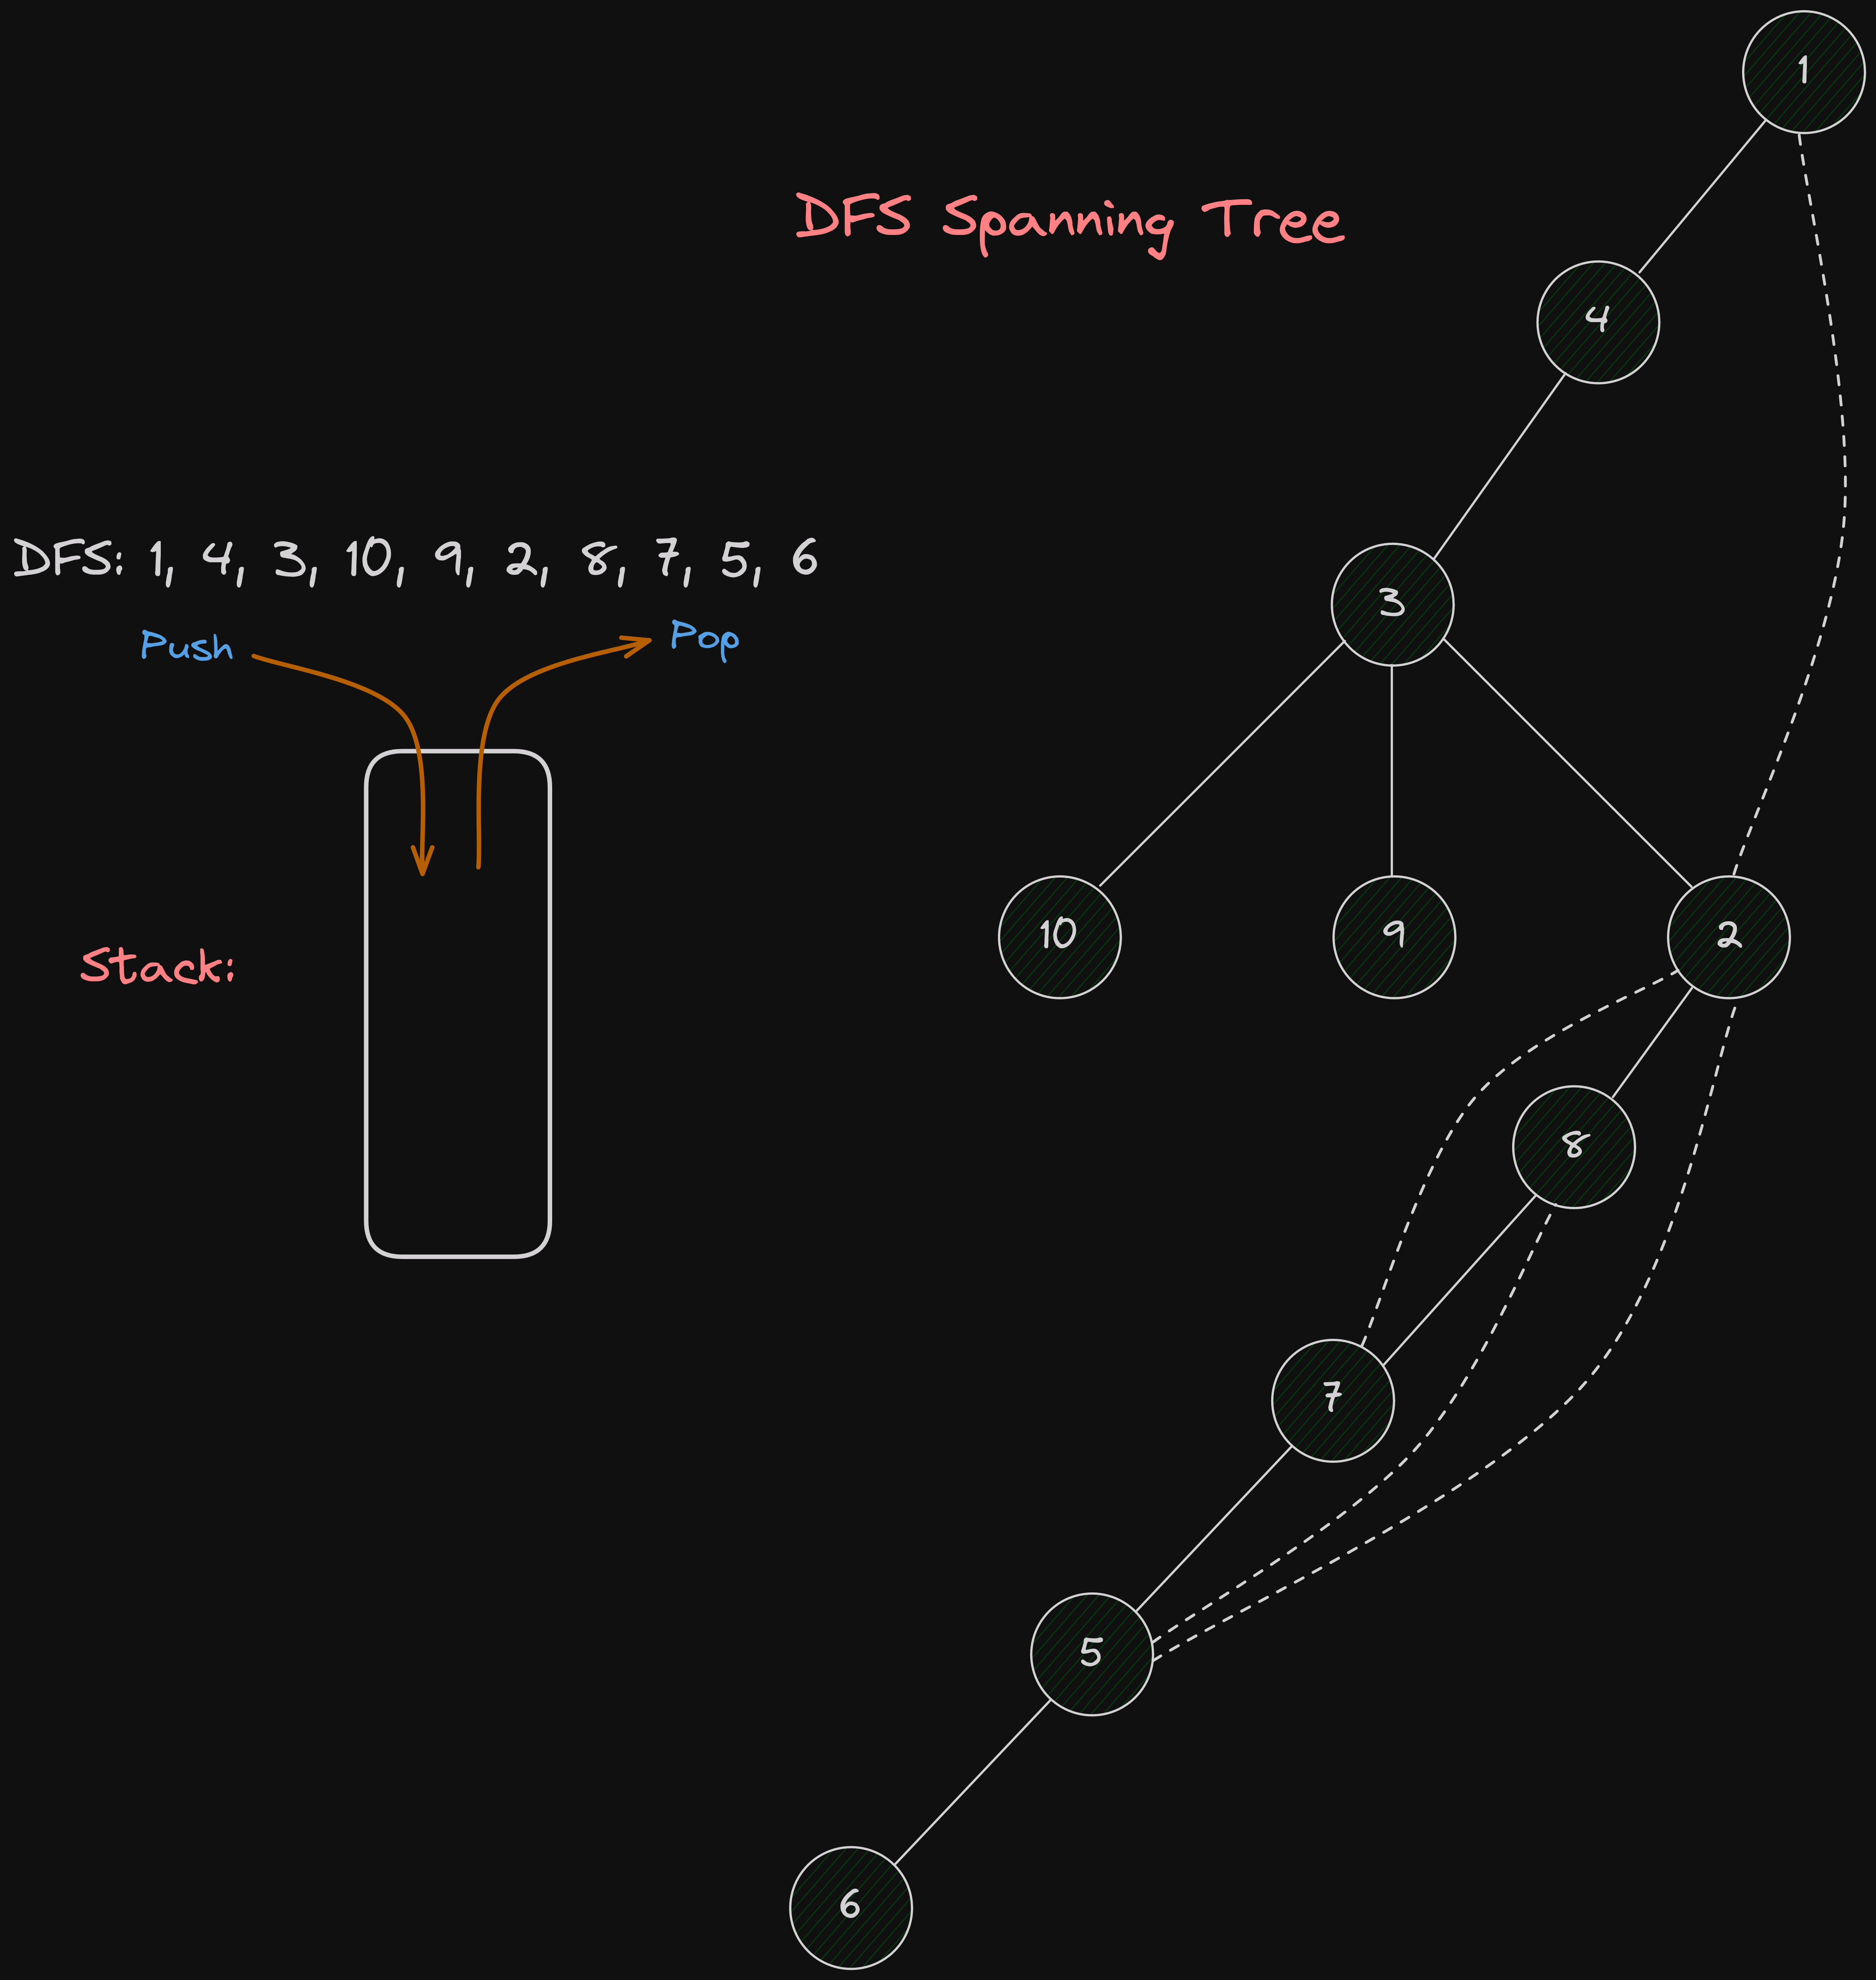 1
DFS Spanning Tree
4
DFS: 1, 4, 3, 10, 9, 2, 8, 7, 5, 6
3
Push
Pop
10
9
2
Stack:
8
7
5
6